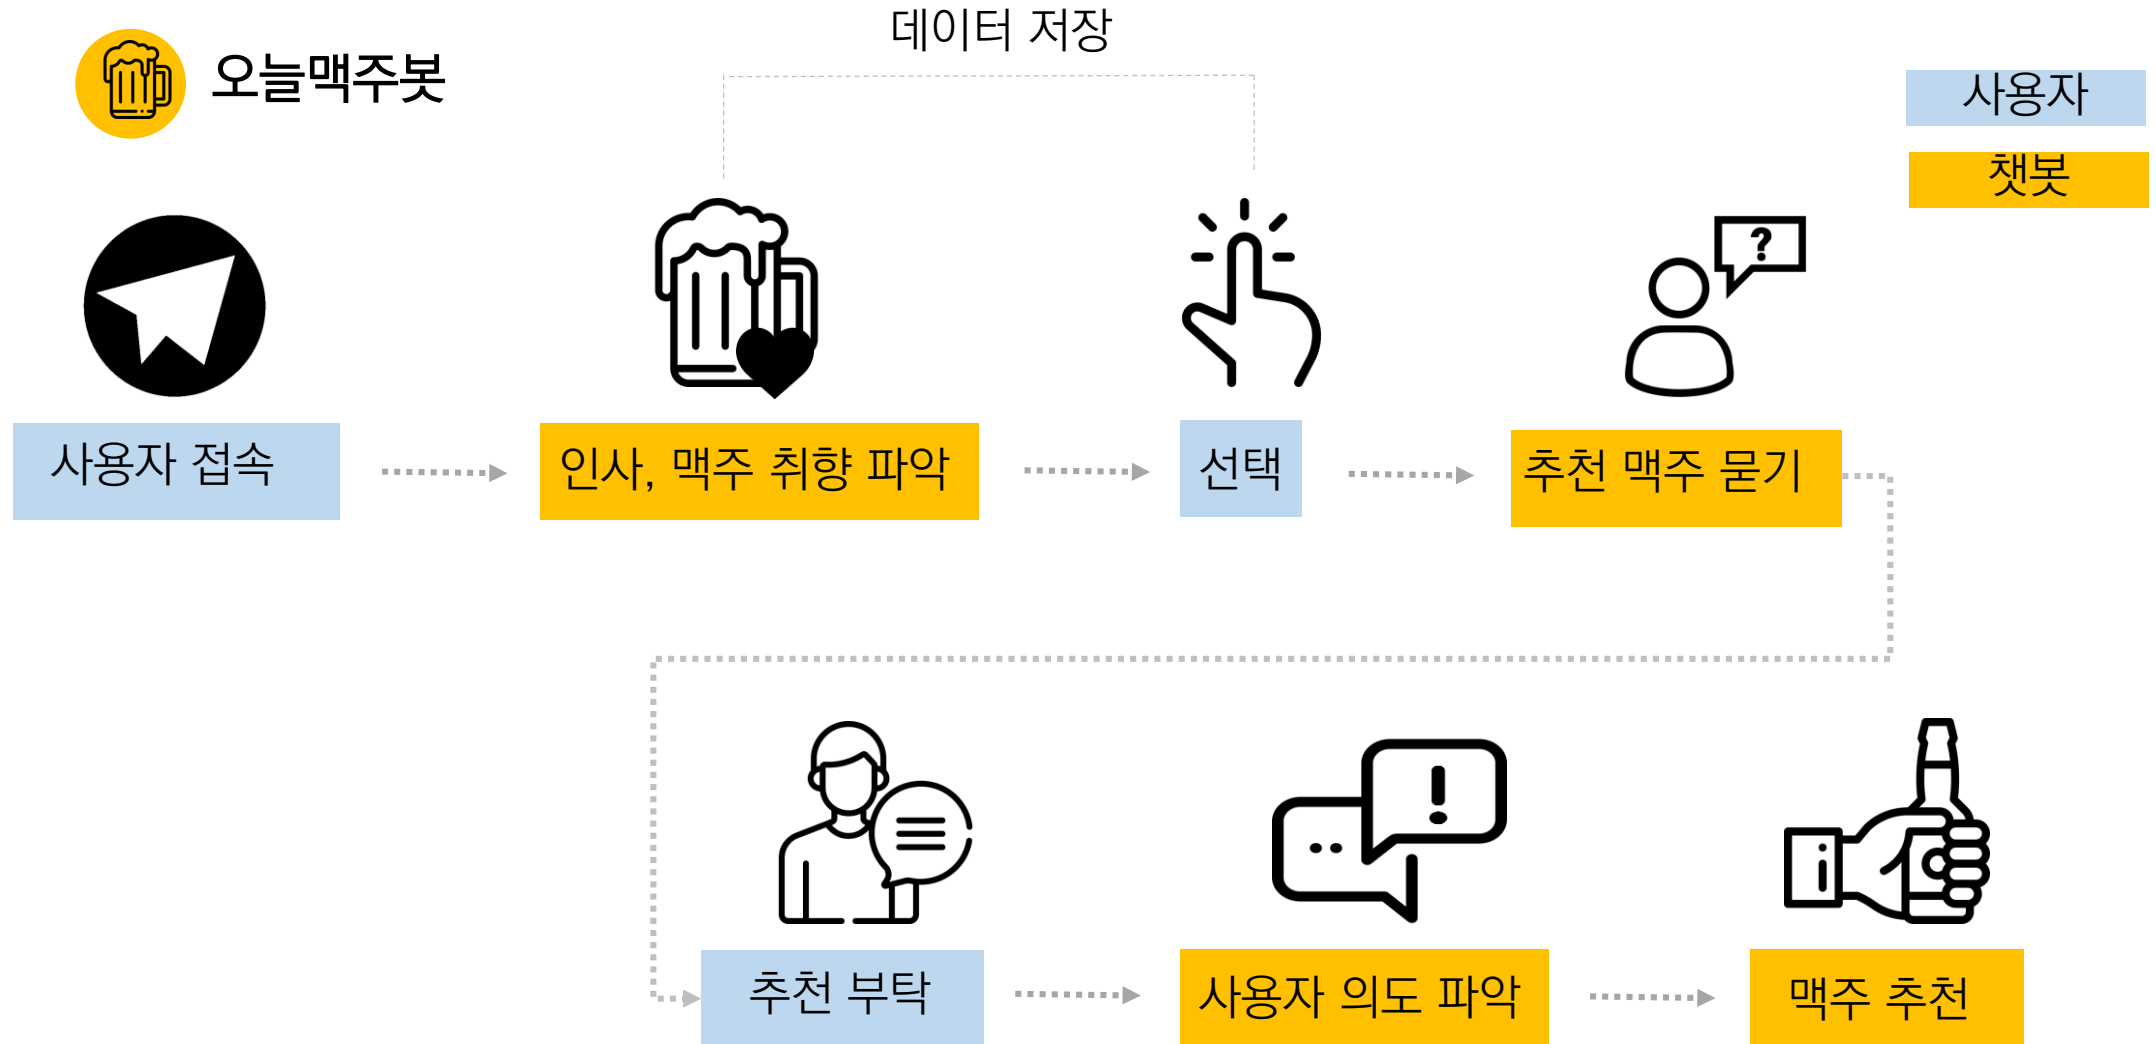 데이터 저장
오늘맥주봇
사용자
챗봇
?
사용자 접속
인사, 맥주 취향 파악
선택
추천 맥주 묻기
!
추천 부탁
사용자 의도 파악
맥주 추천